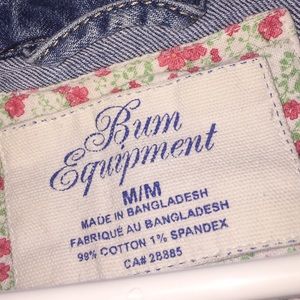 Bum
Equipment
M/M
MADE IN BANGLADESH
FABRIQUÉ AU BANGLADESH
99% COTTON 1% SPANDEX
CA# 28885